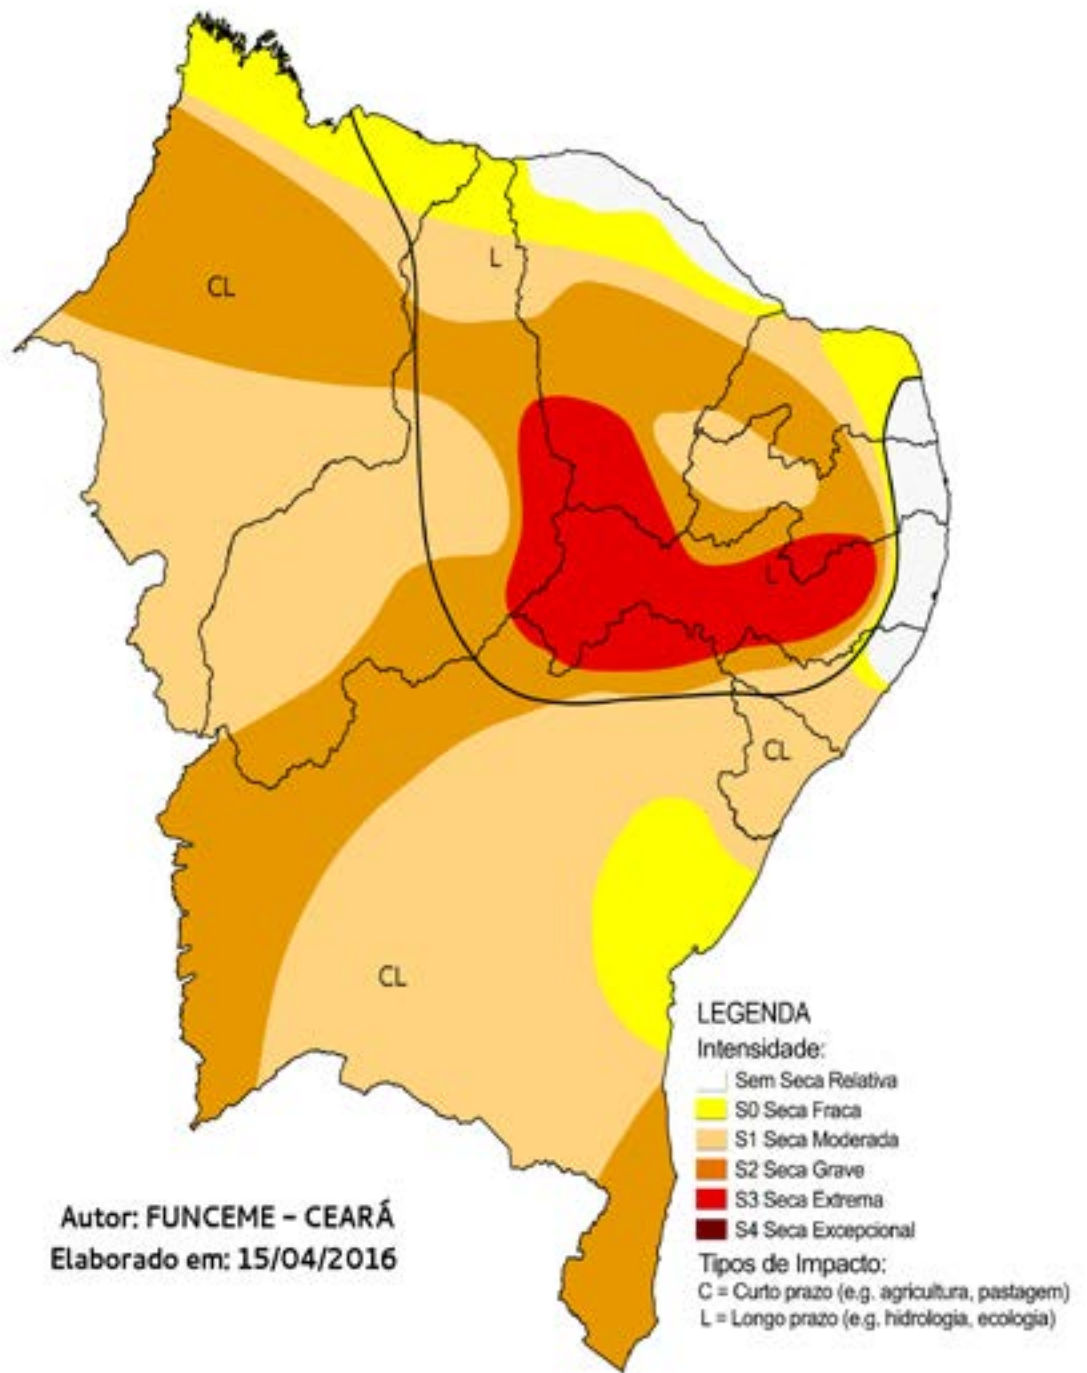 CL
L
L
CL
CL
LEGENDA
Intensidade:
Sem Seca Relativa
S0 Seca Fraca
S1 Seca Moderada
S2 Seca Grave
S3 Seca Extrema
S4 Seca Excepcional
Tipos de Impacto:
C = Curto prazo (e.g. agricultura, pastagem)
L = Longo prazo (e.g. hidrologia, ecologia)
Autor: FUNCEME – CEARÁ
Elaborado em: 15/04/2016